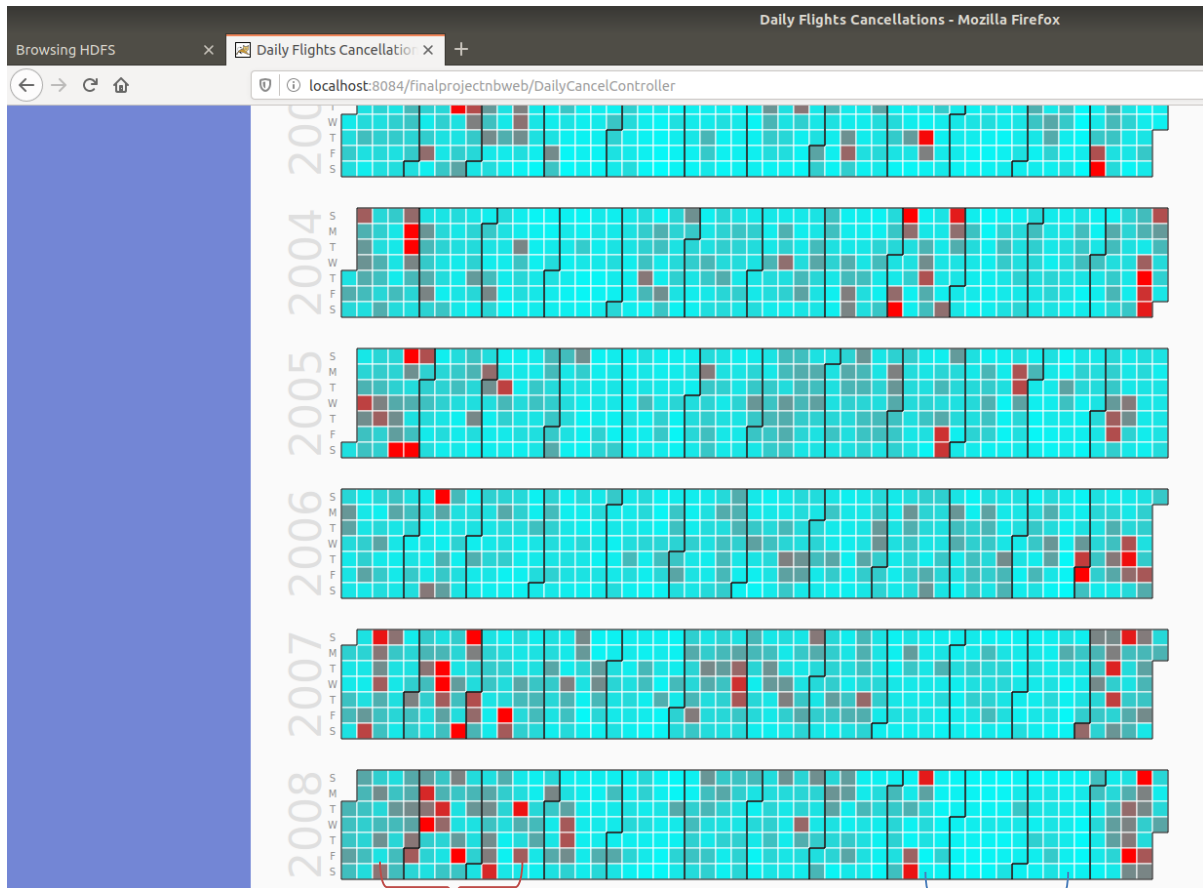 Daily Flights Cancellations - Mozilla Firefox
Browsing HDFS
Daily Flights Cancellation
localhost:8084/finalprojectnbweb/DailyCancelController
W
T
F
S
2004
S
M
T
W
T
F
S
2005
S
M
T
W
T
F
S
2006
S
M
T
W
T
F
S
2007
S
M
T
W
T
F
S
2008
S
M
T
W
T
F
S